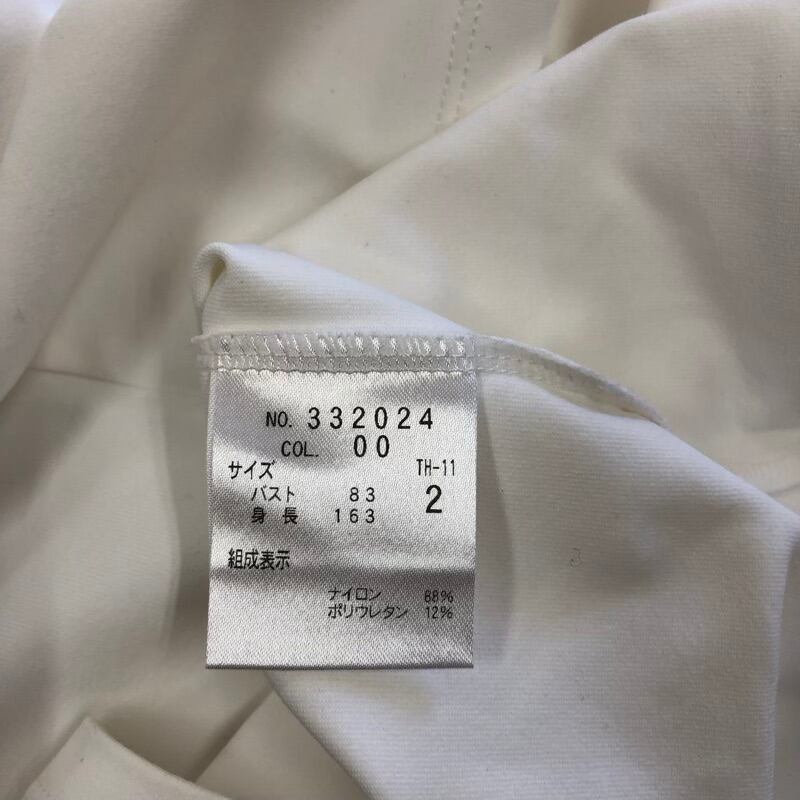 NO. 332024
COL. 00
サイズ TH-11
バスト 83 2
身長 163
組成表示
ナイロン 88%
ポリウレタン 12%